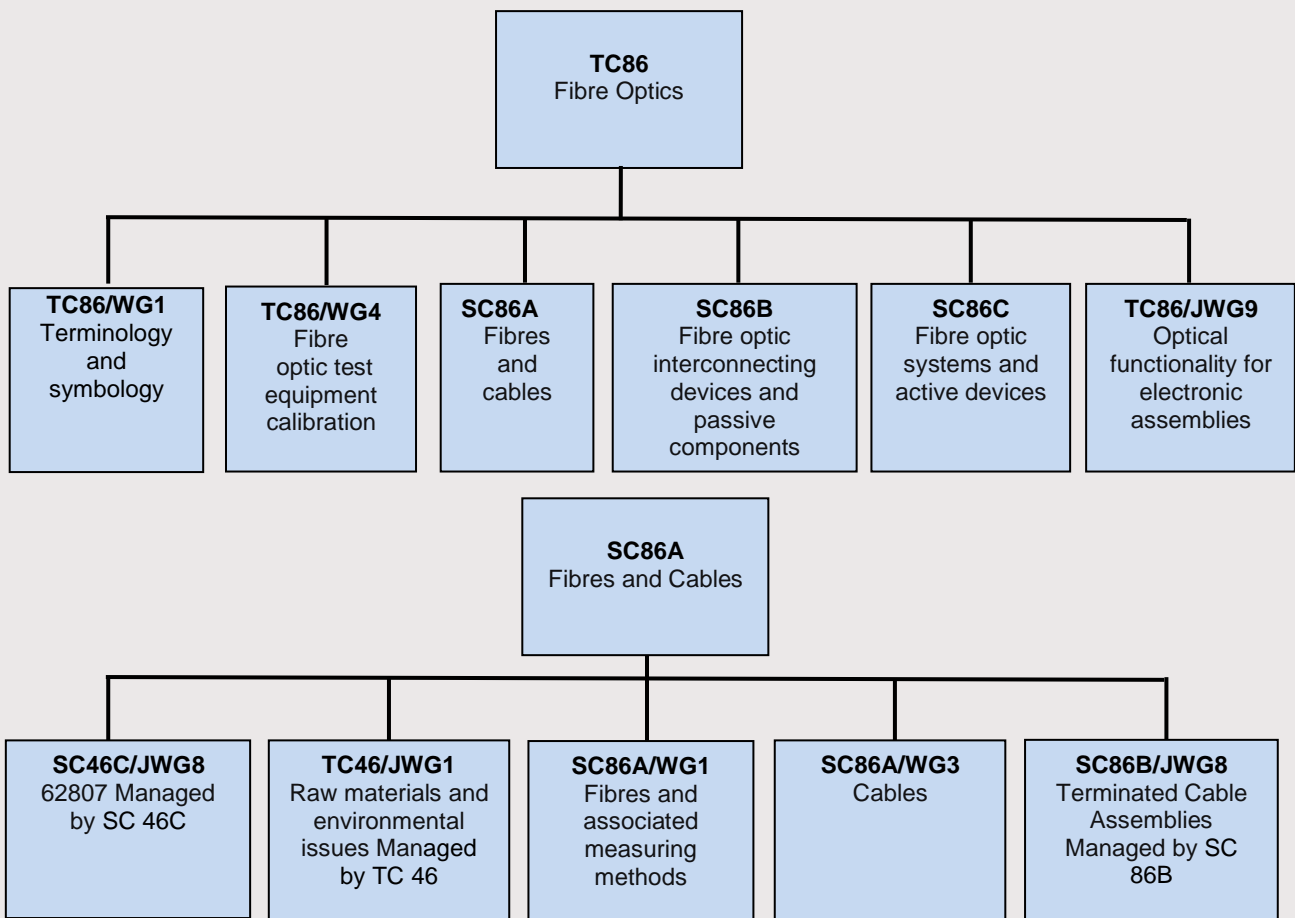 TC86
Fibre Optics
TC86/WG1
Terminology
and
symbology
TC86/WG4
Fibre
optic test
equipment
calibration
SC86A
Fibres
and
cables
SC86B
Fibre optic
interconnecting
devices and
passive
components
SC86C
Fibre optic
systems and
active devices
TC86/JWG9
Optical
functionality for
electronic
assemblies
SC86A
Fibres and Cables
SC46C/JWG8
62807 Managed
by SC 46C
TC46/JWG1
Raw materials and
environmental
issues Managed
by TC 46
SC86A/WG1
Fibres and
associated
measuring
methods
SC86A/WG3
Cables
SC86B/JWG8
Terminated Cable
Assemblies
Managed by SC
86B